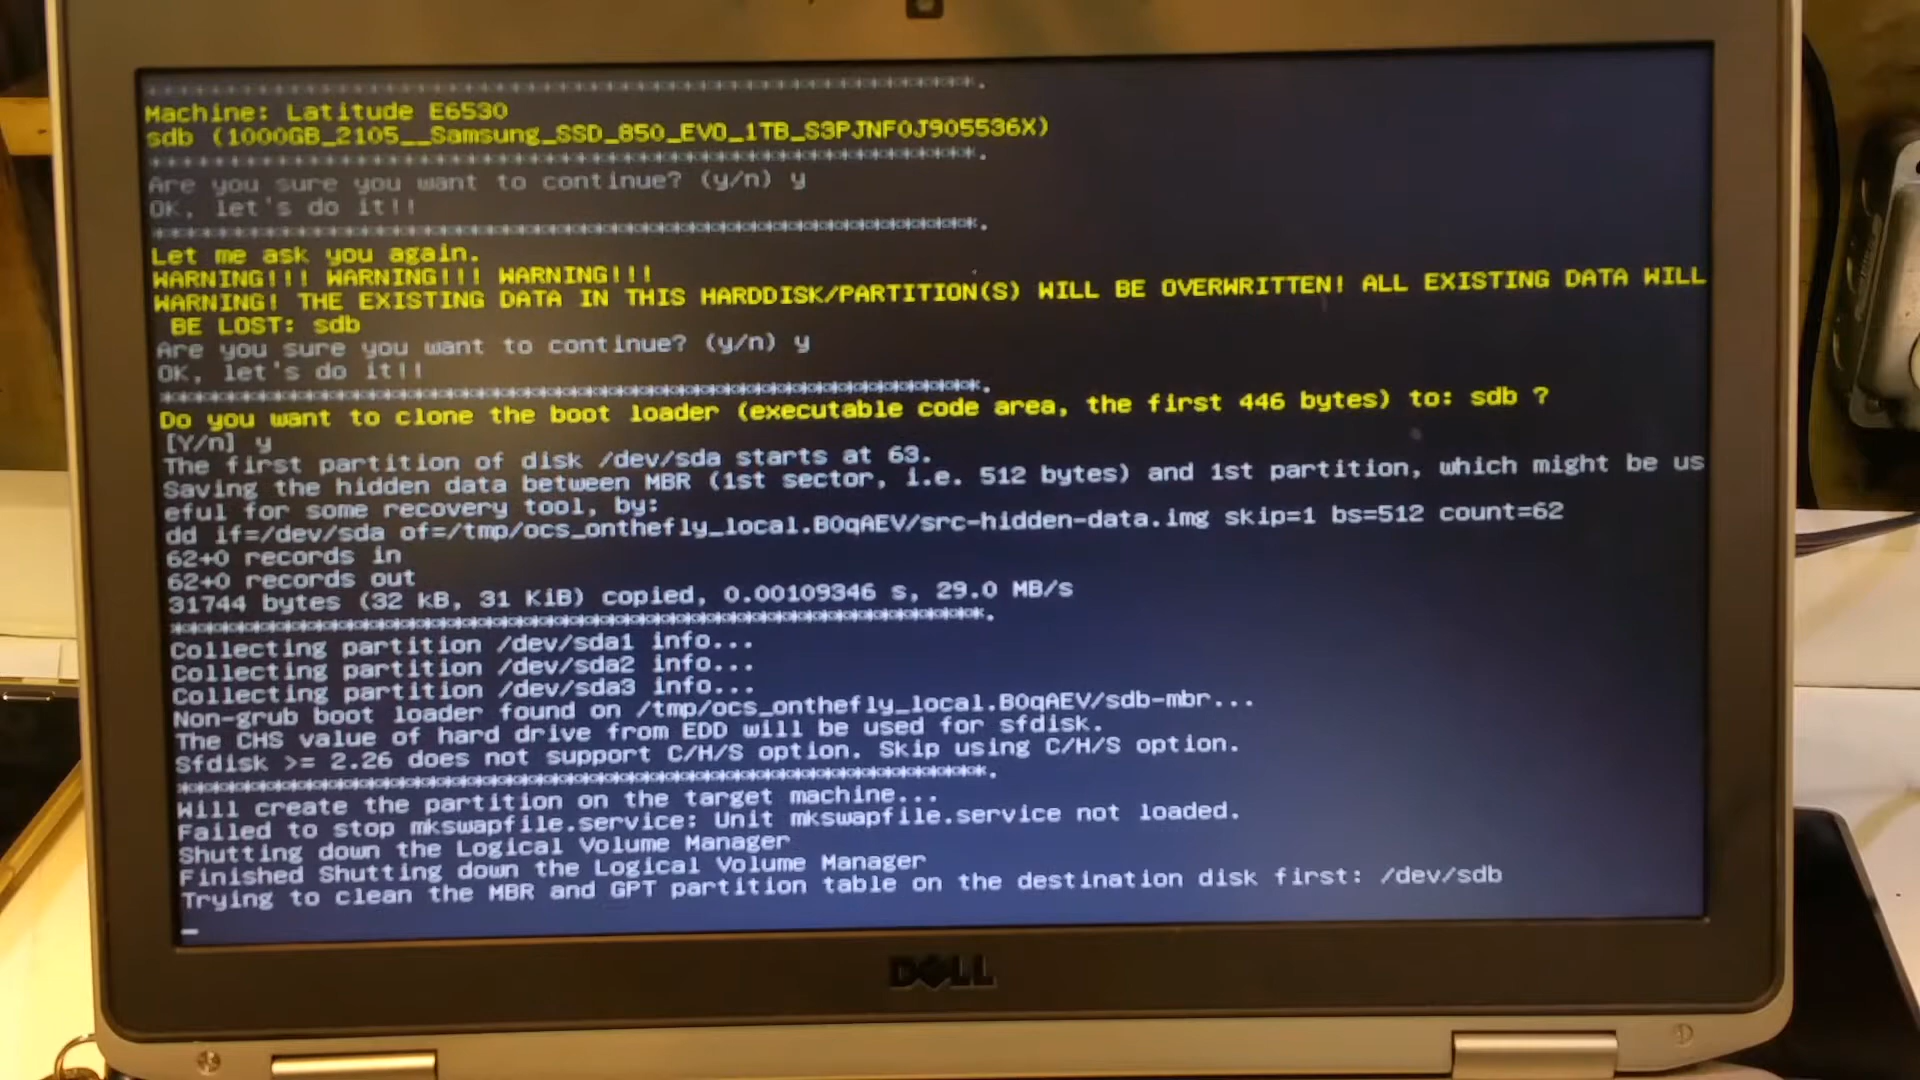 ************************************************************.
Machine: Latitude E6530
sdb (1000GB_2105__Samsung_SSD_850_EVO_1TB_S3PJNF0J905536X)
************************************************************.
Are you sure you want to continue? (y/n) y
OK, let's do it!!
************************************************************.
Let me ask you again.
WARNING!!! WARNING!!! WARNING!!!
WARNING! THE EXISTING DATA IN THIS HARDDISK/PARTITION(S) WILL BE OVERWRITTEN! ALL EXISTING DATA WILL
BE LOST: sdb
Are you sure you want to continue? (y/n) y
OK, let's do it!!
************************************************************.
Do you want to clone the boot loader (executable code area, the first 446 bytes) to: sdb ?
[Y/n] y
The first partition of disk /dev/sda starts at 63.
Saving the hidden data between MBR (1st sector, i.e. 512 bytes) and 1st partition, which might be us
eful for some recovery tool, by:
dd if=/dev/sda of=/tmp/ocs_onthefly_local.B0qAEV/src-hidden-data.img skip=1 bs=512 count=62
62+0 records in
62+0 records out
31744 bytes (32 kB, 31 KiB) copied, 0.00109346 s, 29.0 MB/s
************************************************************.
Collecting partition /dev/sda1 info...
Collecting partition /dev/sda2 info...
Collecting partition /dev/sda3 info...
Non-grub boot loader found on /tmp/ocs_onthefly_local.B0qAEV/sdb-mbr...
The CHS value of hard drive from EDD will be used for sfdisk.
Sfdisk >= 2.26 does not support C/H/S option. Skip using C/H/S option.
************************************************************.
Will create the partition on the target machine...
Failed to stop mkswapfile.service: Unit mkswapfile.service not loaded.
Shutting down the Logical Volume Manager
Finished Shutting down the Logical Volume Manager
Trying to clean the MBR and GPT partition table on the destination disk first: /dev/sdb
DELL